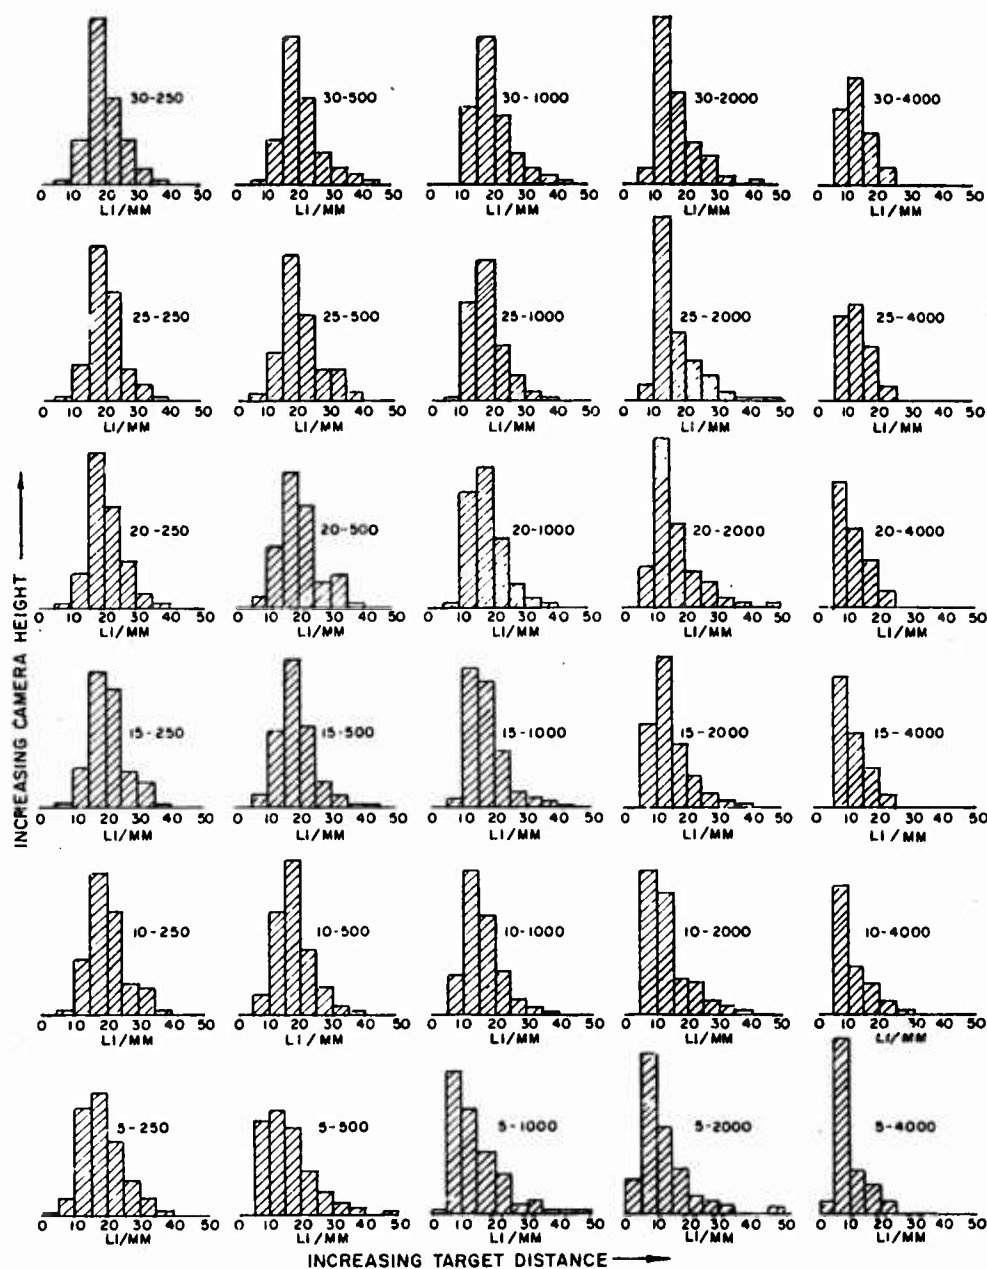 30-250
30-500
30-1000
30-2000
30-4000
0 10 20 30 50
0 10 20 30 40 50
0 10 20 30 40 50
0 10 20 30 40 50
0 10 20 30 40 50
LI/MM
LI/MM
LI/MM
LI/MM
LI/MM
25-250
25-500
25-1000
25-2000
25-4000
0 10 20 30 40 50
0 10 20 30 40 50
0 10 20 30 40 50
0 10 20 30 40 50
0 10 20 30 40 50
LI/MM
LI/MM
LI/MM
LI/MM
LI/MM
20-250
20-500
20-1000
20-2000
20-4000
0 10 20 30 40 50
0 10 20 30 40 50
0 10 20 30 40 50
0 10 20 30 40 50
0 10 20 30 40 50
LI/MM
LI/MM
LI/MM
LI/MM
LI/MM
15-250
15-500
15-1000
15-2000
15-4000
0 10 20 30 40 50
0 10 20 30 40 50
0 10 20 30 40 50
0 10 20 30 40 50
0 10 20 30 40 50
LI/MM
LI/MM
LI/MM
LI/MM
LI/MM
10-250
10-500
10-1000
10-2000
10-4000
0 10 20 30 40 50
0 10 20 30 40 50
0 10 20 30 40 50
0 10 20 30 40 50
0 10 20 30 40 50
LI/MM
LI/MM
LI/MM
LI/MM
LI/MM
5-250
5-500
5-1000
5-2000
5-4000
0 10 20 30 40 50
0 10 20 30 40 50
0 10 20 30 40 50
0 10 20 30 40 50
0 10 20 30 40 50
LI/MM
LI/MM
LI/MM
LI/MM
LI/MM
INCREASING CAMERA HEIGHT
INCREASING TARGET DISTANCE